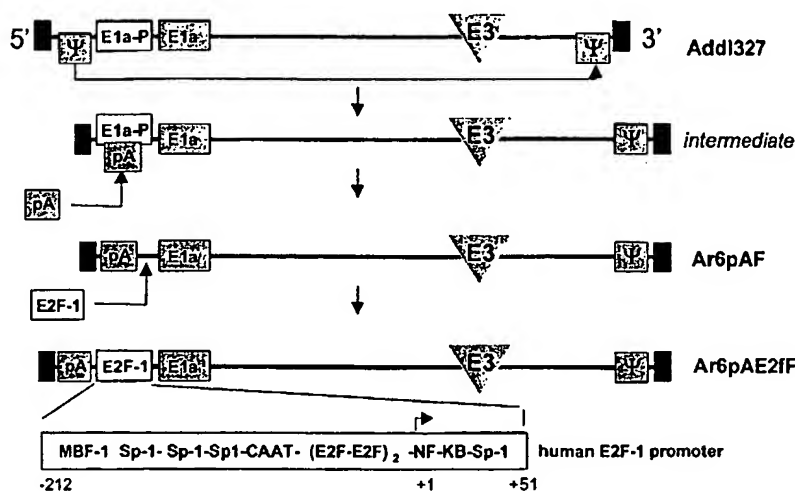 5' Ψ E1a-P E1a E3 Ψ 3' Addl327
E1a-P pA E1a E3 Ψ intermediate
pA
pA E1a E3 Ψ Ar6pAF
E2F-1
pA E2F-1 E1a E3 Ψ Ar6pAE2fF
MBF-1 Sp-1- Sp-1-Sp1-CAAT- (E2F-E2F)2 -NF-KB-Sp-1 human E2F-1 promoter
-212 +1 +51